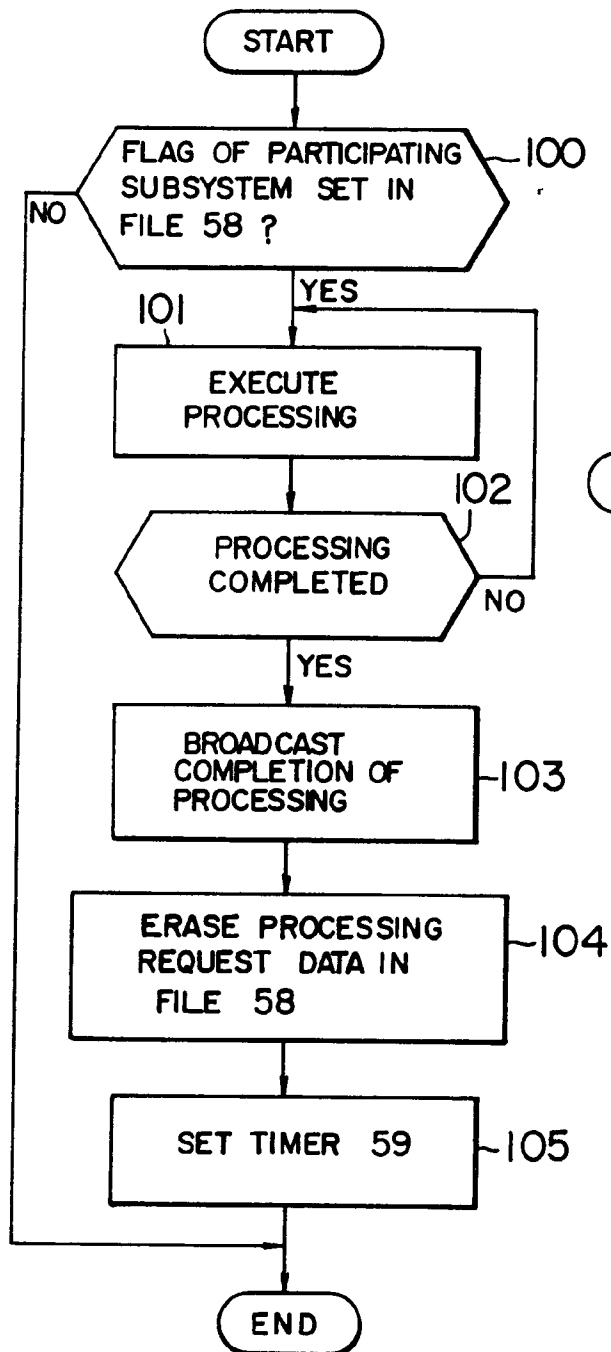 START
FLAG OF PARTICIPATING
SUBSYSTEM SET IN
FILE 58 ?
100
NO
YES
101
EXECUTE
PROCESSING
102
PROCESSING
COMPLETED
NO
YES
BROADCAST
COMPLETION OF
PROCESSING
103
ERASE PROCESSING
REQUEST DATA IN
FILE 58
104
SET TIMER 59
105
END